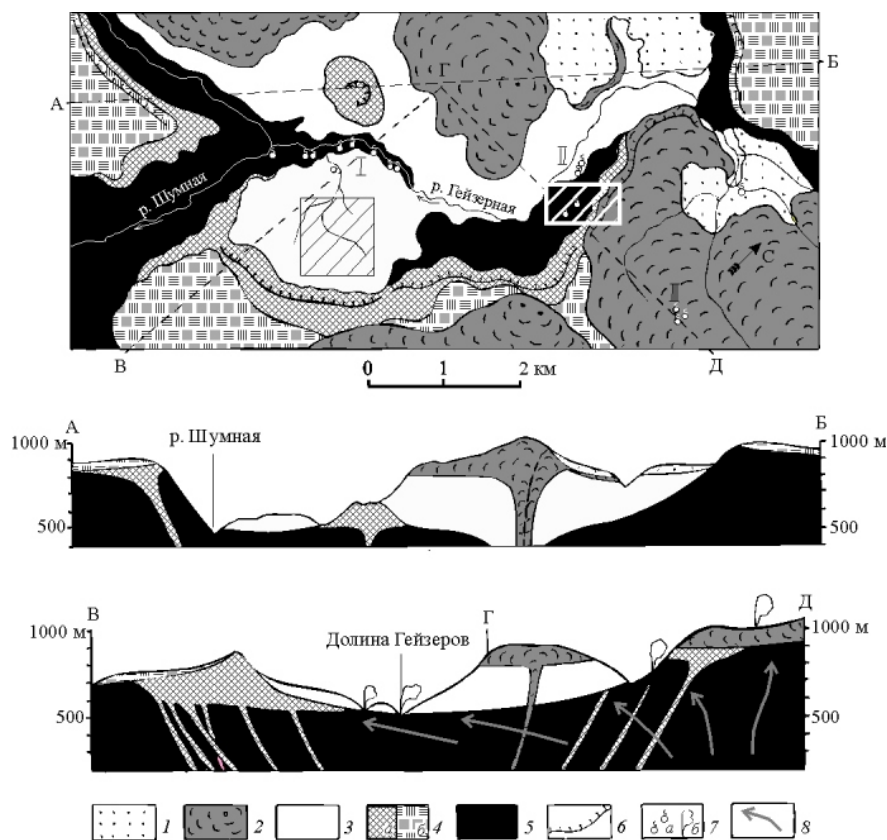 А
Б
Г
I
II
р. Шумная
р. Гейзерная
С
III
В
Д
0 1 2 км
А
Б
р. Шумная
1000 м
1000 м
500
500
В
Г
Д
Долина Гейзеров
1000 м
1000 м
500
500
1 2 3 а б 4 5 6 а б 7 8